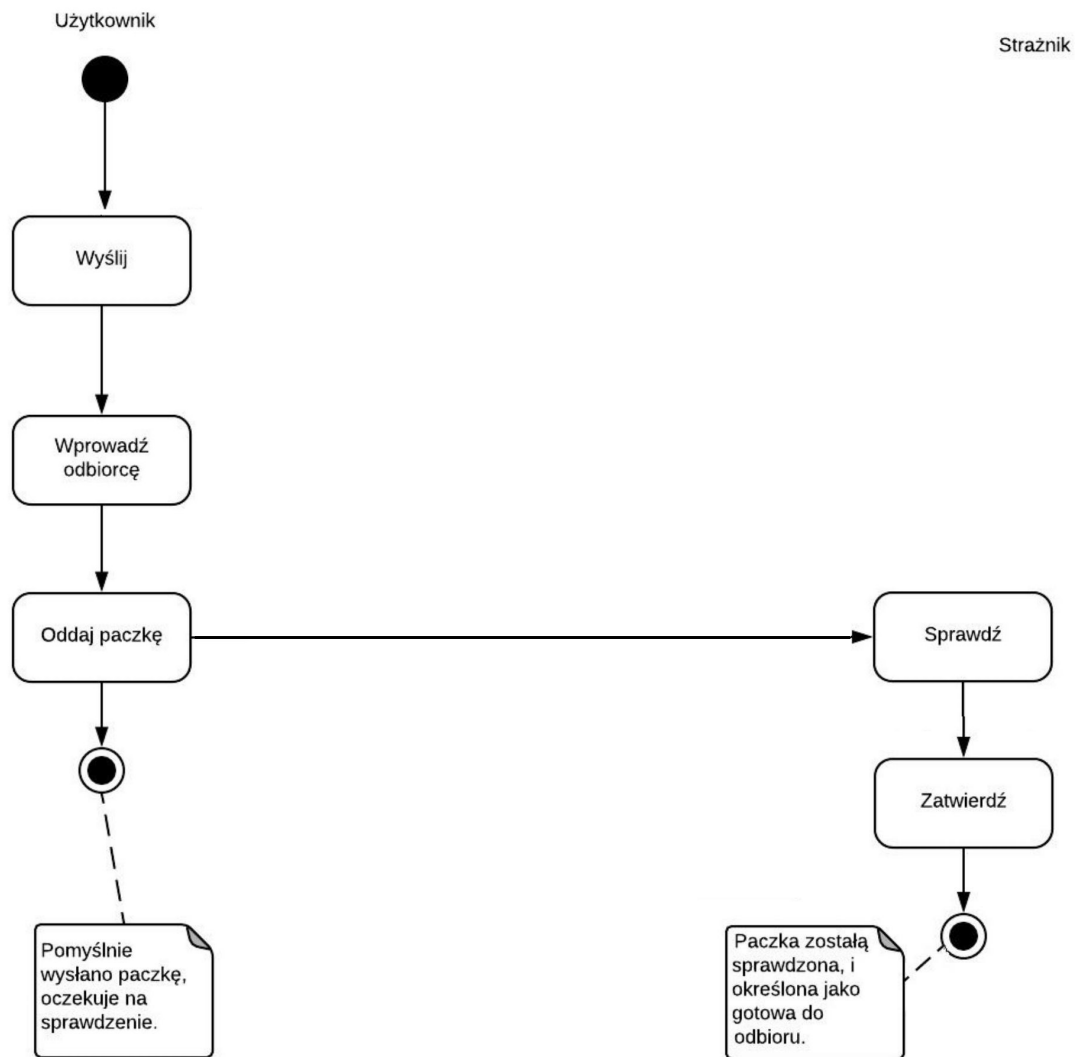 Użytkownik
Strażnik
Wyślij
Wprowadź
odbiorcę
Oddaj paczkę
Sprawdź
Zatwierdź
Pomyślnie
wysłano paczkę,
oczekuje na
sprawdzenie.
Paczka zostałą
sprawdzona, i
określona jako
gotowa do
odbioru.